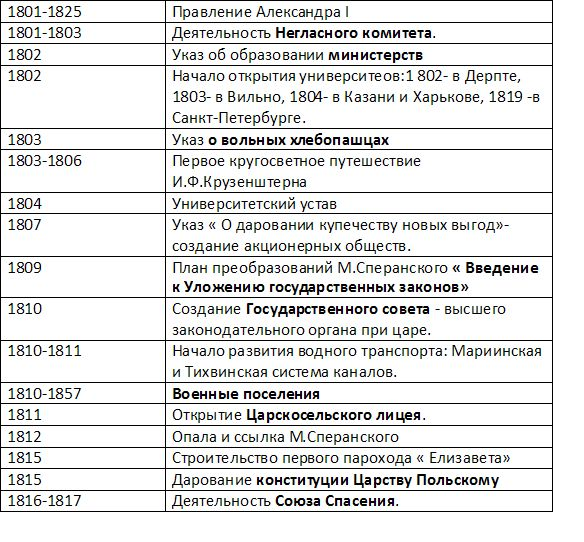 1801-1825 Правление Александра I
1801-1803 Деятельность Негласного комитета.
1802 Указ об образовании министерств
1802 Начало открытия университеов:1 802- в Дерпте,
1803- в Вильно, 1804- в Казани и Харькове, 1819 -в
Санкт-Петербурге.
1803 Указ о вольных хлебопашцах
1803-1806 Первое кругосветное путешествие
И.Ф.Крузенштерна
1804 Университетский устав
1807 Указ « О даровании купечеству новых выгод»-
создание акционерных обществ.
1809 План преобразований М.Сперанского « Введение
к Уложению государственных законов»
1810 Создание Государственного совета - высшего
законодательного органа при царе.
1810-1811 Начало развития водного транспорта: Мариинская
и Тихвинская система каналов.
1810-1857 Военные поселения
1811 Открытие Царскосельского лицея.
1812 Опала и ссылка М.Сперанского
1815 Строительство первого парохода « Елизавета»
1815 Дарование конституции Царству Польскому
1816-1817 Деятельность Союза Спасения.